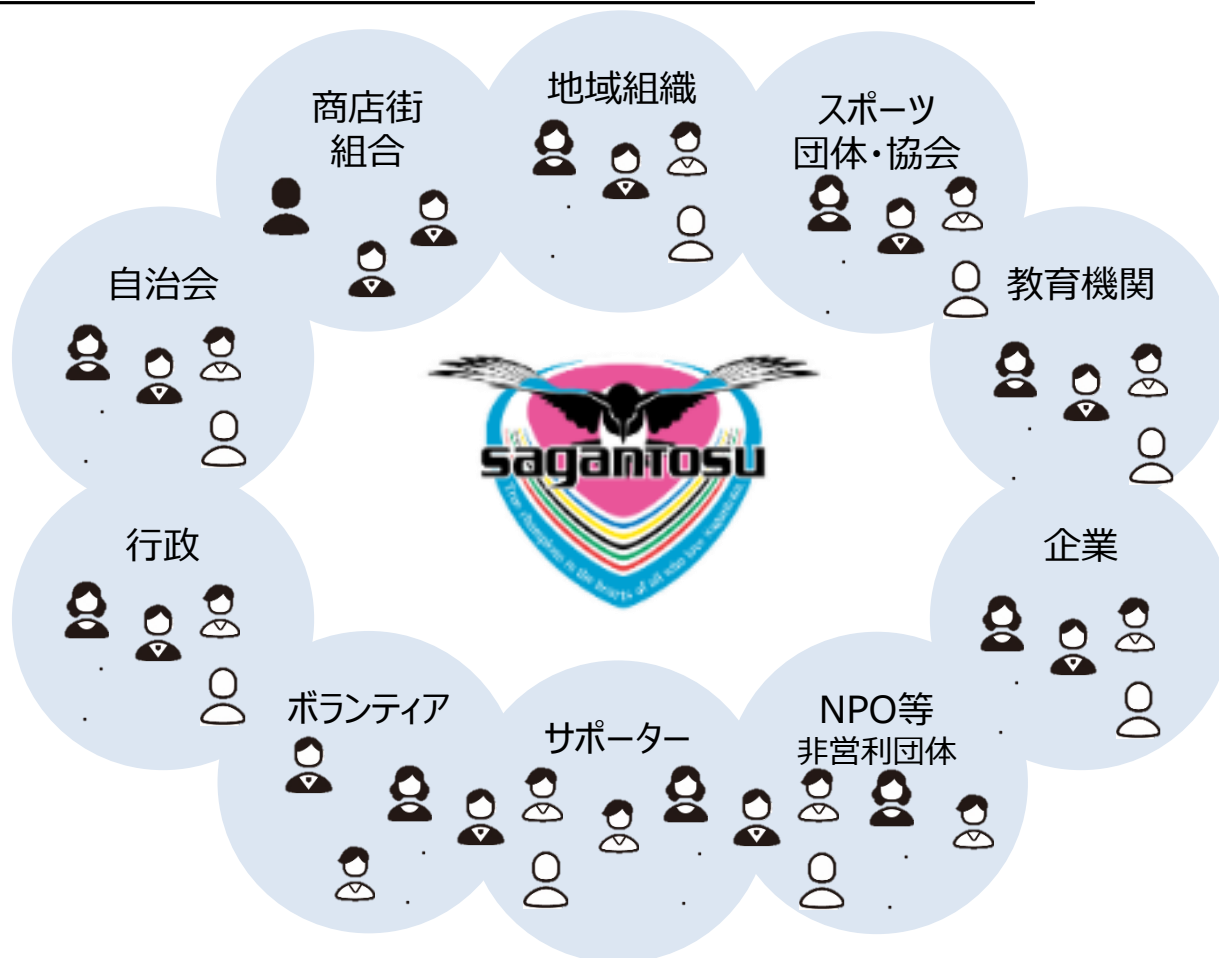 地域組織
商店街
組合
スポーツ
団体・協会
自治会
教育機関
sagantosu
行政
企業
ボランティア
サポーター
NPO等
非営利団体